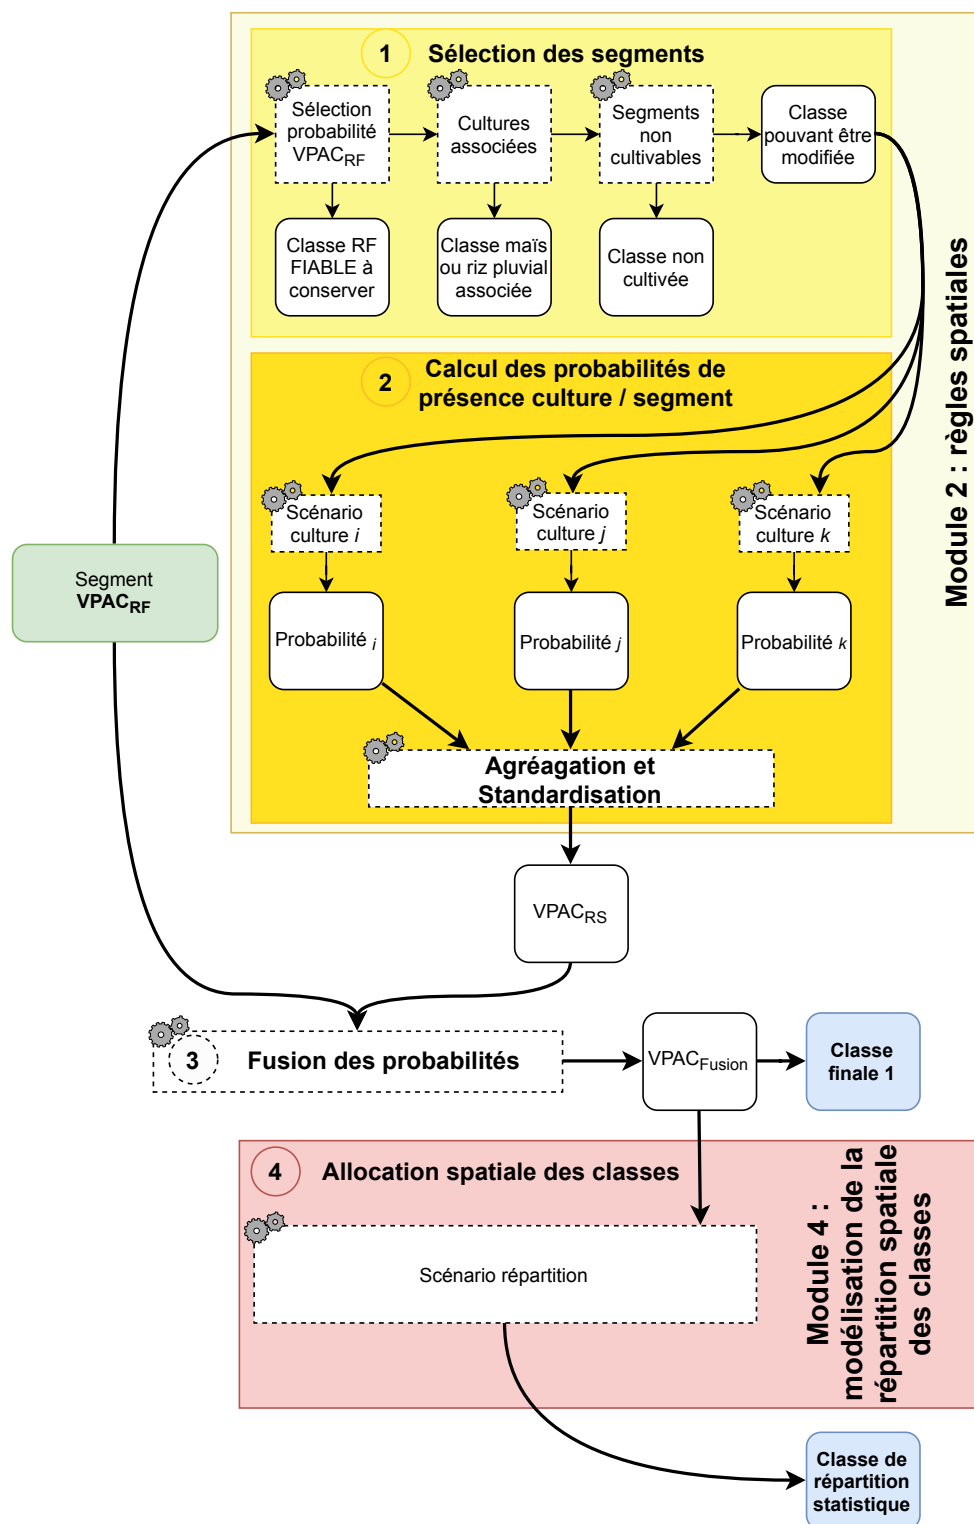 1 Sélection des segments
Sélection
probabilité
VPAC_RF
Cultures
associées
Segments
non
cultivables
Classe
pouvant être
modifiée
Classe RF
FIABLE à
conserver
Classe maïs
ou riz pluvial
associée
Classe non
cultivée
Module 2 : règles spatiales
2 Calcul des probabilités de
présence culture / segment
Scénario
culture i
Scénario
culture j
Scénario
culture k
Segment
VPAC_RF
Probabilité i
Probabilité j
Probabilité k
Agréagation et
Standardisation
VPAC_RS
3 Fusion des probabilités
VPAC_Fusion
Classe
finale 1
4 Allocation spatiale des classes
Scénario répartition
Module 4 :
modélisation de la
répartition spatiale
des classes
Classe de
répartition
statistique